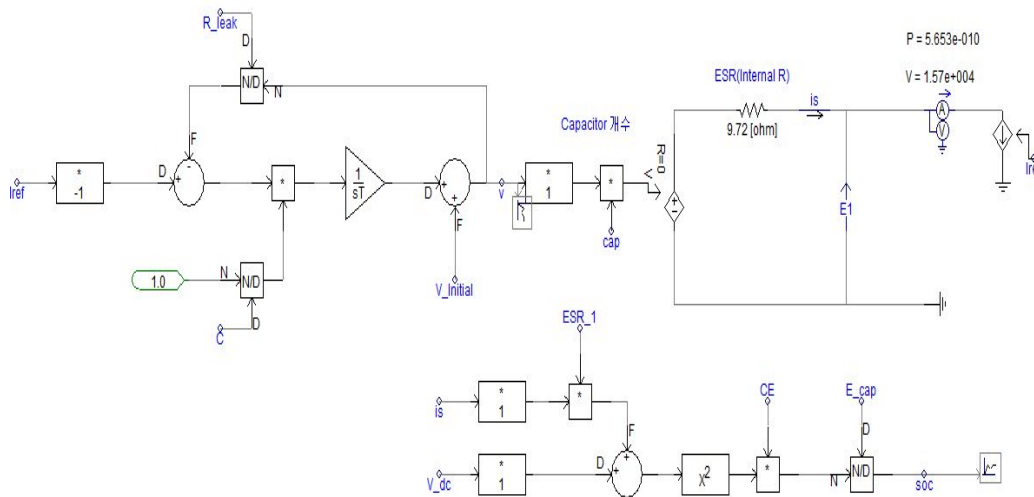 R_leak
D
N/D
N
P = 5.653e-010
V = 1.57e+004
ESR(Internal R)
is
A
V
9.72 [ohm]
Capacitor 개수
F
Iref
*
-1
D
+
-
*
1
sT
D
+
+
F
v
*
1
*
cap
R=0
V
+
-
E1
1.0
N
N/D
D
C
V_Initial
ESR_1
is
*
1
*
F
CE
E_cap
D
V_dc
*
1
D
+
+
X2
*
N
N/D
soc